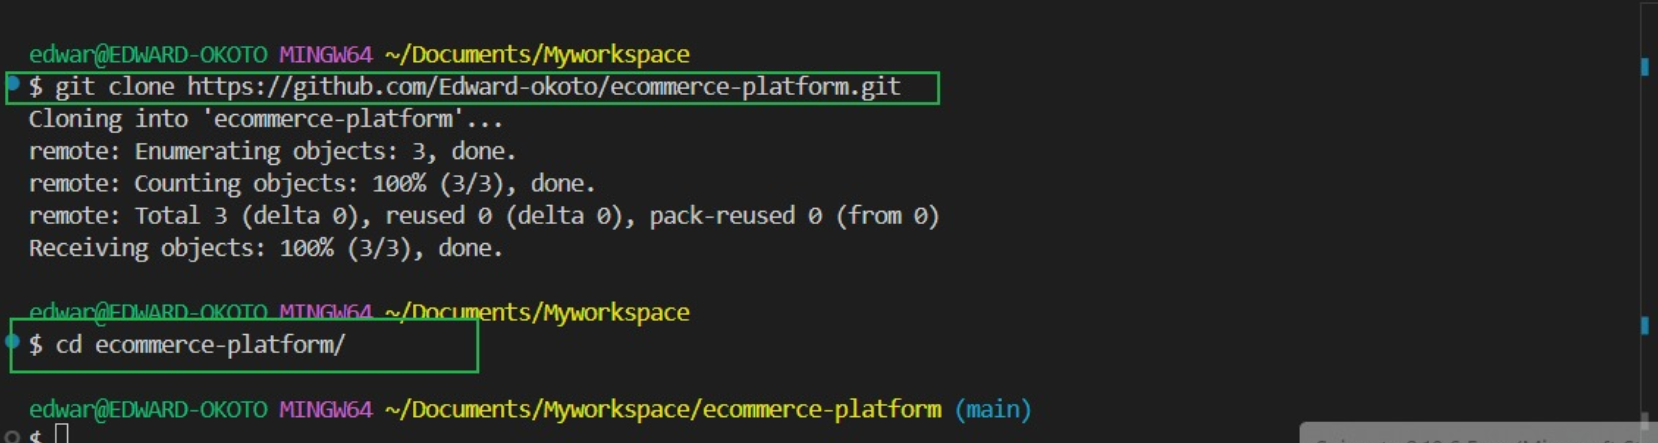 edwar@EDWARD-OKOTO MINGW64 ~/Documents/Myworkspace
$ git clone https://github.com/Edward-okoto/ecommerce-platform.git
Cloning into 'ecommerce-platform'...
remote: Enumerating objects: 3, done.
remote: Counting objects: 100% (3/3), done.
remote: Total 3 (delta 0), reused 0 (delta 0), pack-reused 0 (from 0)
Receiving objects: 100% (3/3), done.
edwar@EDWARD-OKOTO MINGW64 ~/Documents/Myworkspace
$ cd ecommerce-platform/
edwar@EDWARD-OKOTO MINGW64 ~/Documents/Myworkspace/ecommerce-platform (main)
$